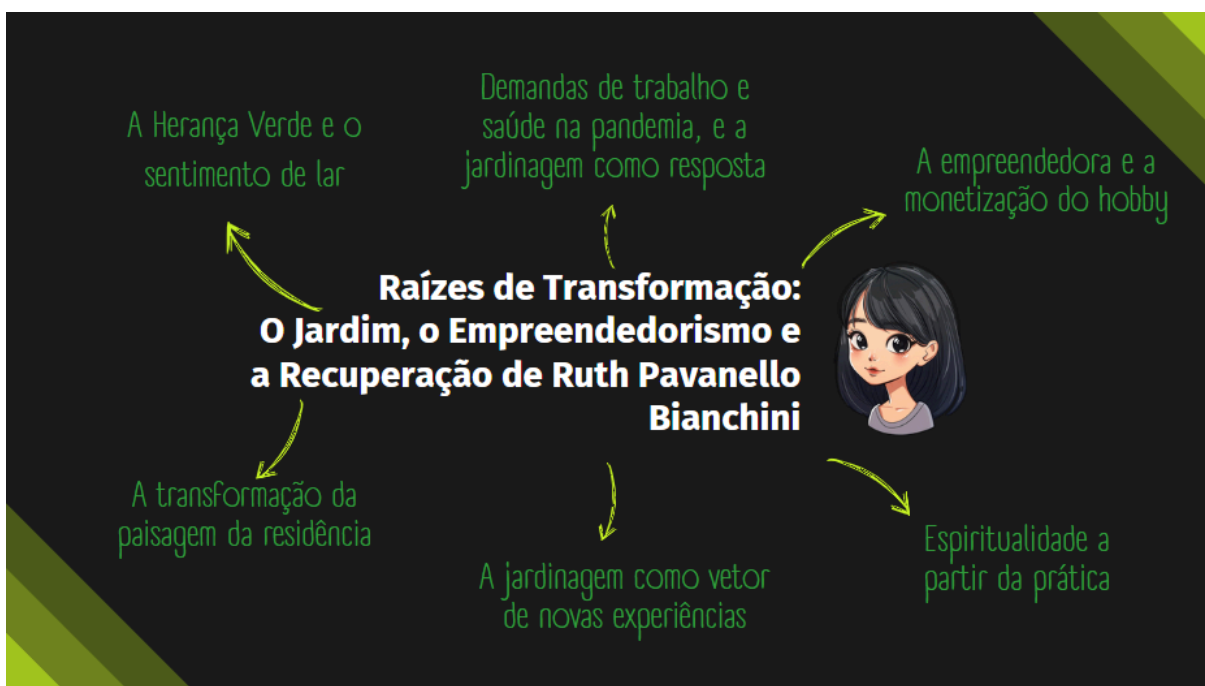 A Herança Verde e o
sentimento de lar
Demandas de trabalho e
saúde na pandemia, e a
jardinagem como resposta
A empreendedora e a
monetização do hobby
Raízes de Transformação:
O Jardim, o Empreendedorismo e
a Recuperação de Ruth Pavanello
Bianchini
A transformação da
paisagem da residência
A jardinagem como vetor
de novas experiências
Espiritualidade a
partir da prática